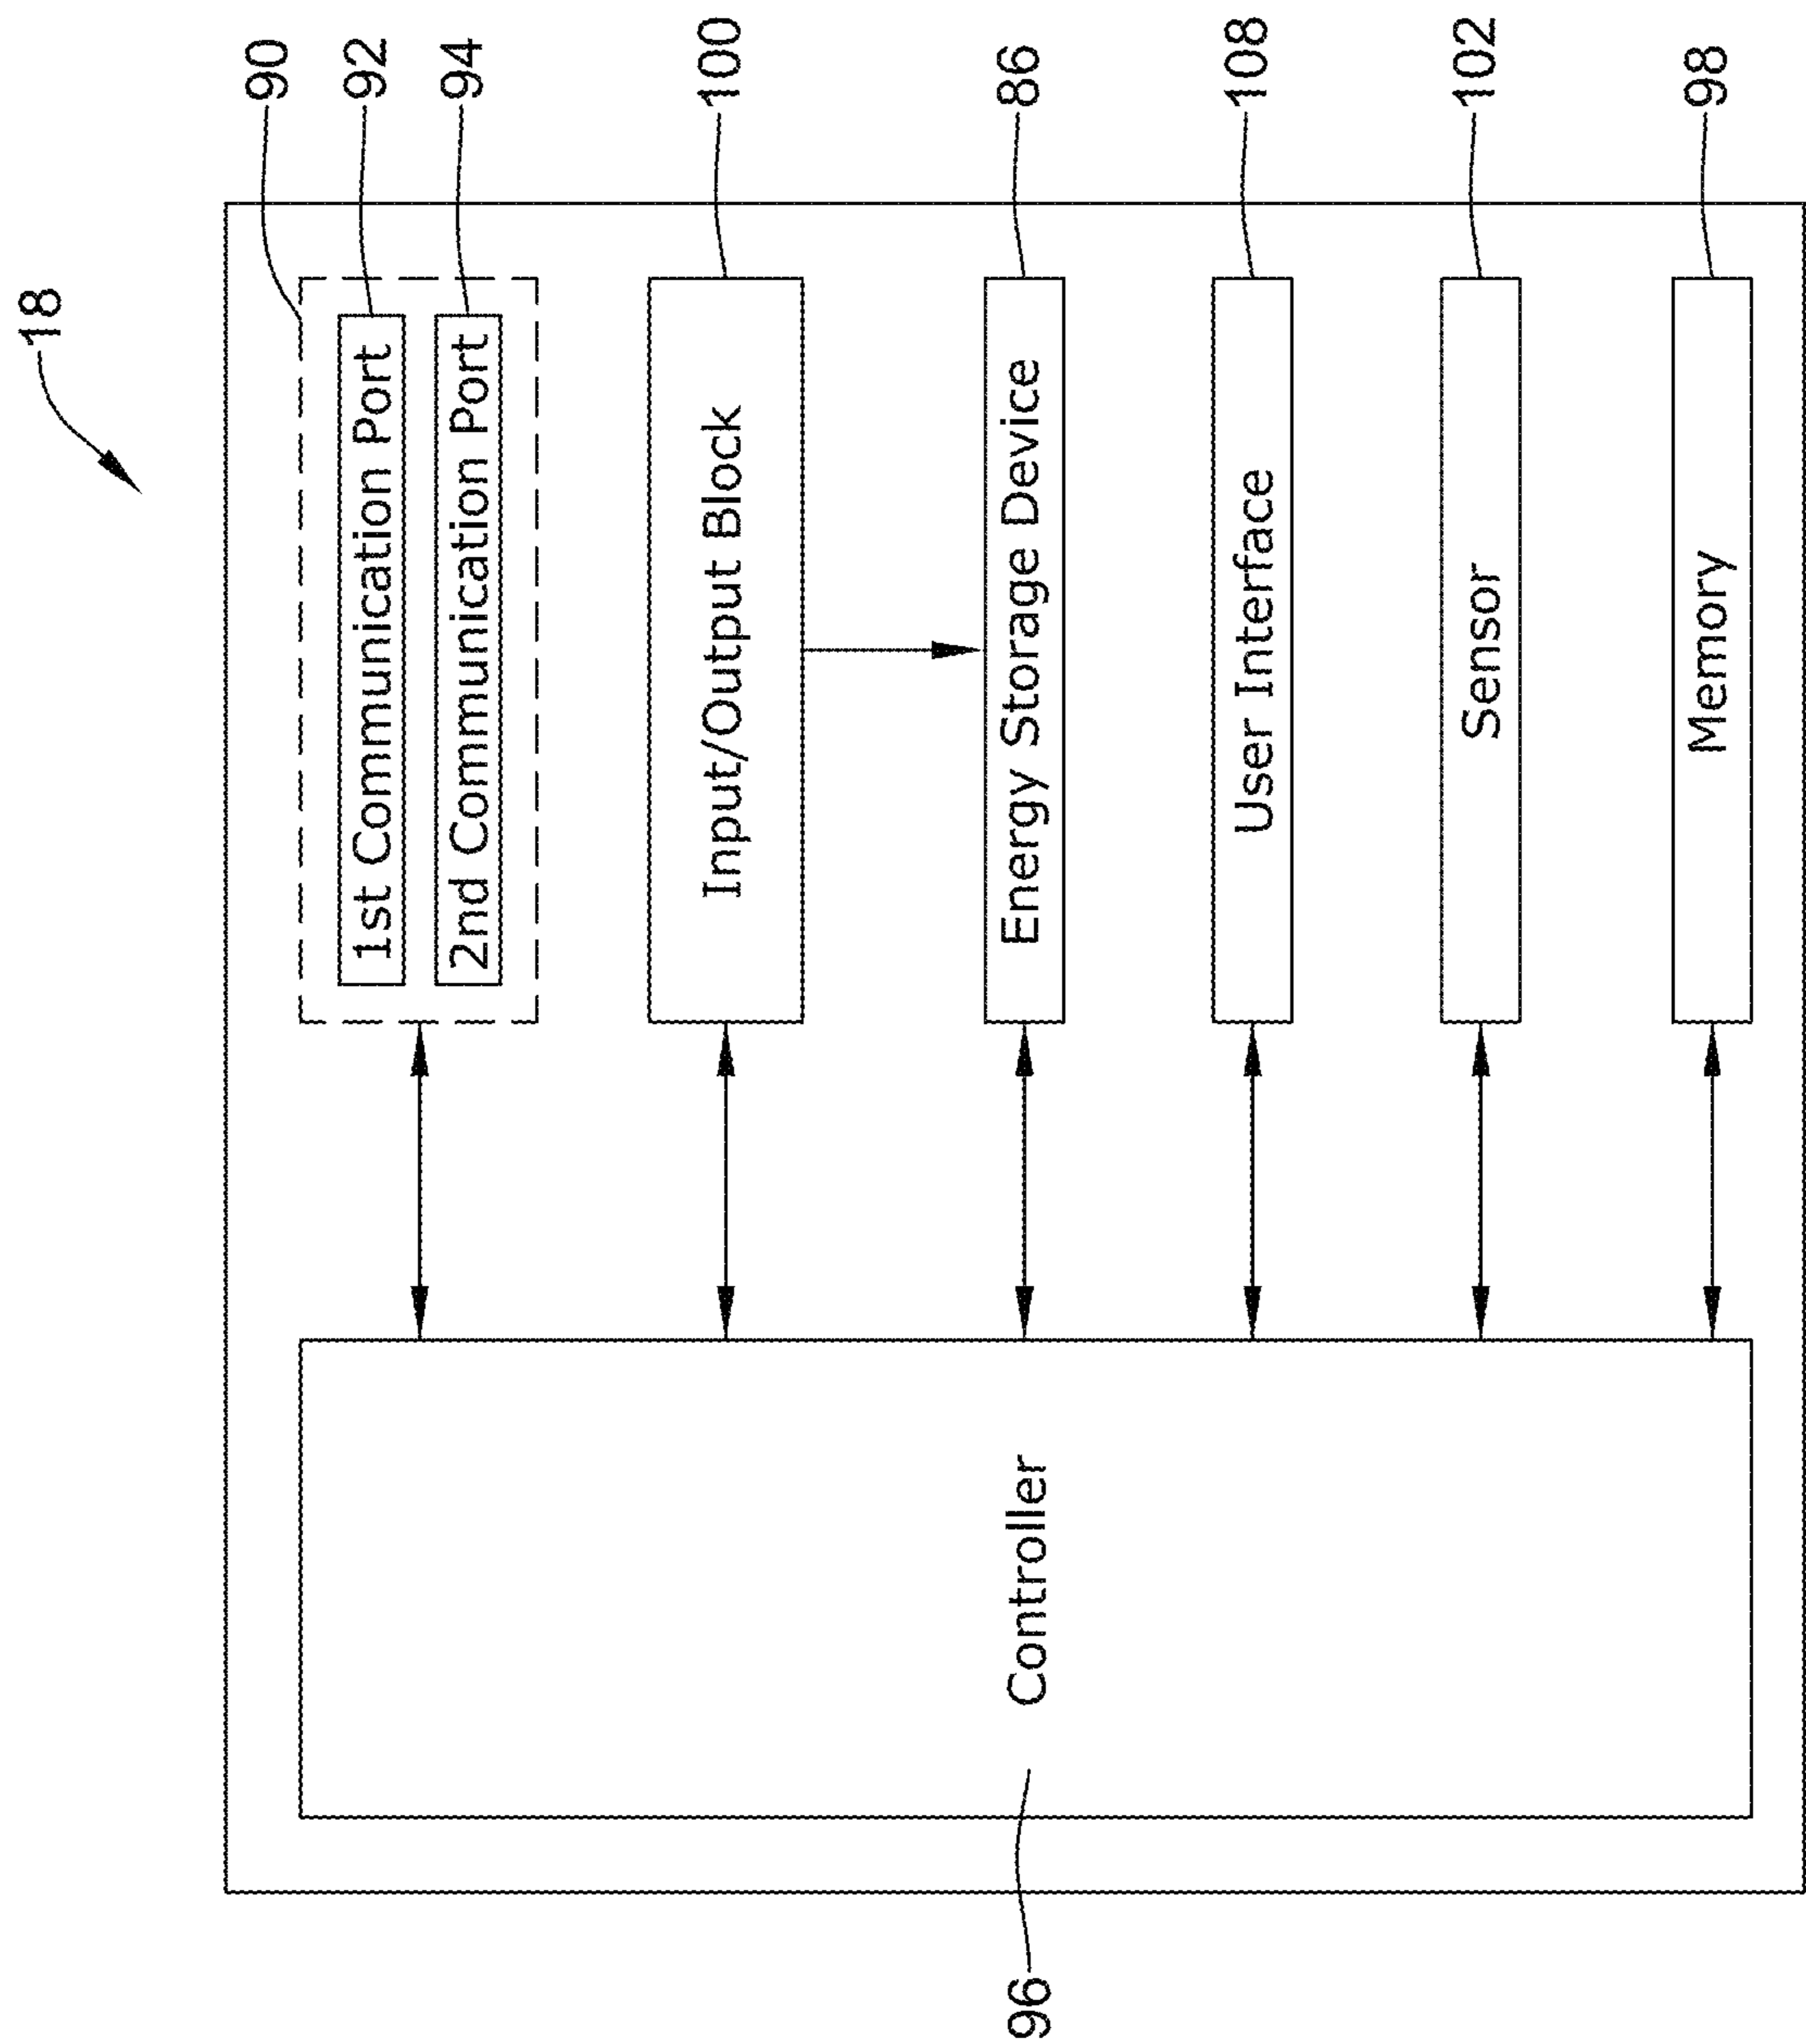 18
90
1st Communication Port
92
2nd Communication Port
94
Input/Output Block
100
Energy Storage Device
86
User Interface
108
Sensor
102
Memory
98
Controller
96